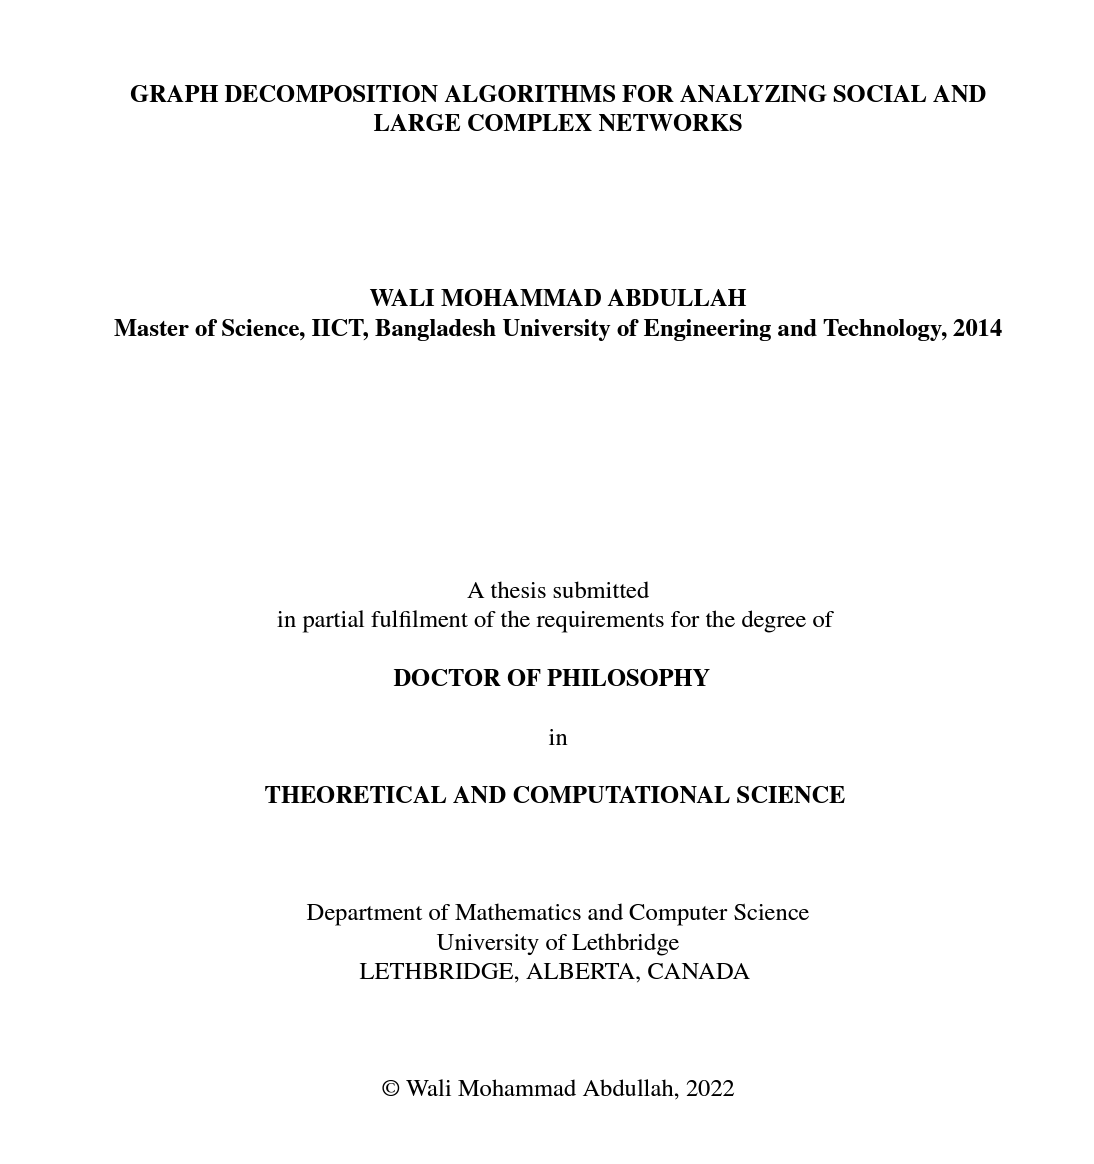 GRAPH DECOMPOSITION ALGORITHMS FOR ANALYZING SOCIAL AND
LARGE COMPLEX NETWORKS
WALI MOHAMMAD ABDULLAH
Master of Science, IICT, Bangladesh University of Engineering and Technology, 2014
A thesis submitted
in partial fulfilment of the requirements for the degree of
DOCTOR OF PHILOSOPHY
in
THEORETICAL AND COMPUTATIONAL SCIENCE
Department of Mathematics and Computer Science
University of Lethbridge
LETHBRIDGE, ALBERTA, CANADA
© Wali Mohammad Abdullah, 2022